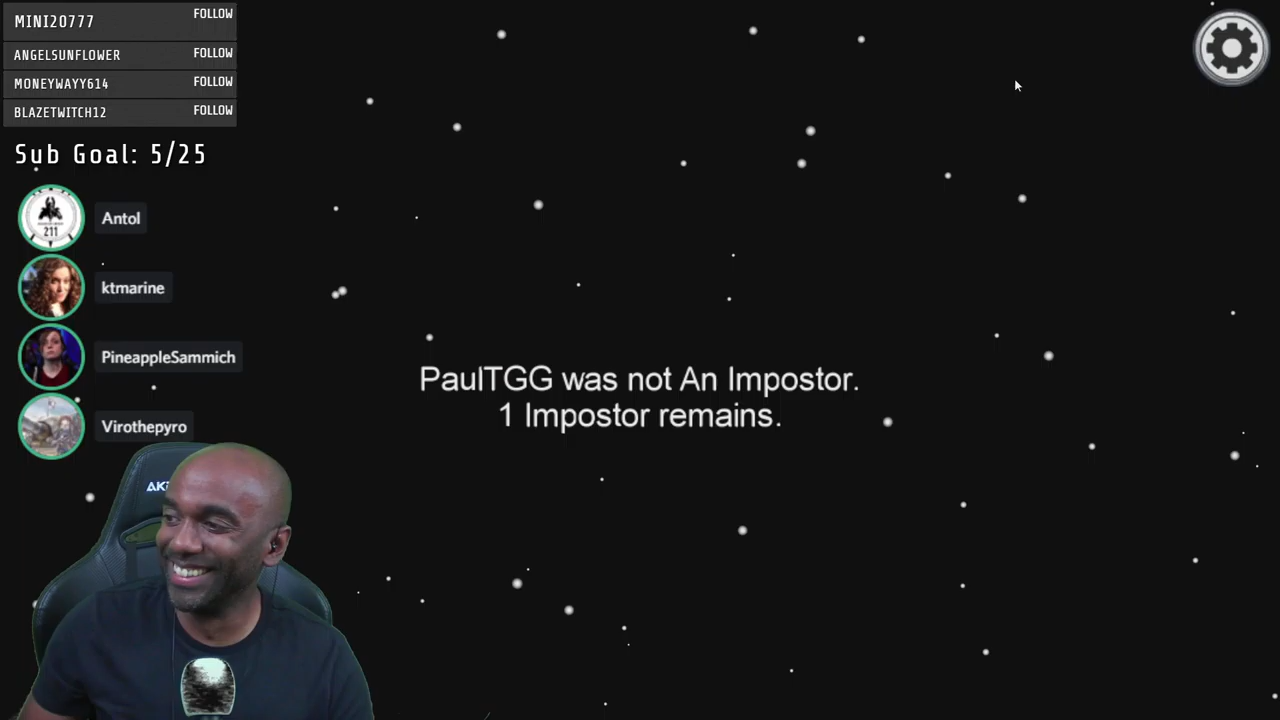 MINI20777 FOLLOW
ANGELSUNFLOWER FOLLOW
MONEYWAYY614 FOLLOW
BLAZETWITCH12 FOLLOW
Sub Goal: 5/25
211
Antol
ktmarine
PineappleSammich
Virothepyro
PaulTGG was not An Impostor.
1 Impostor remains.